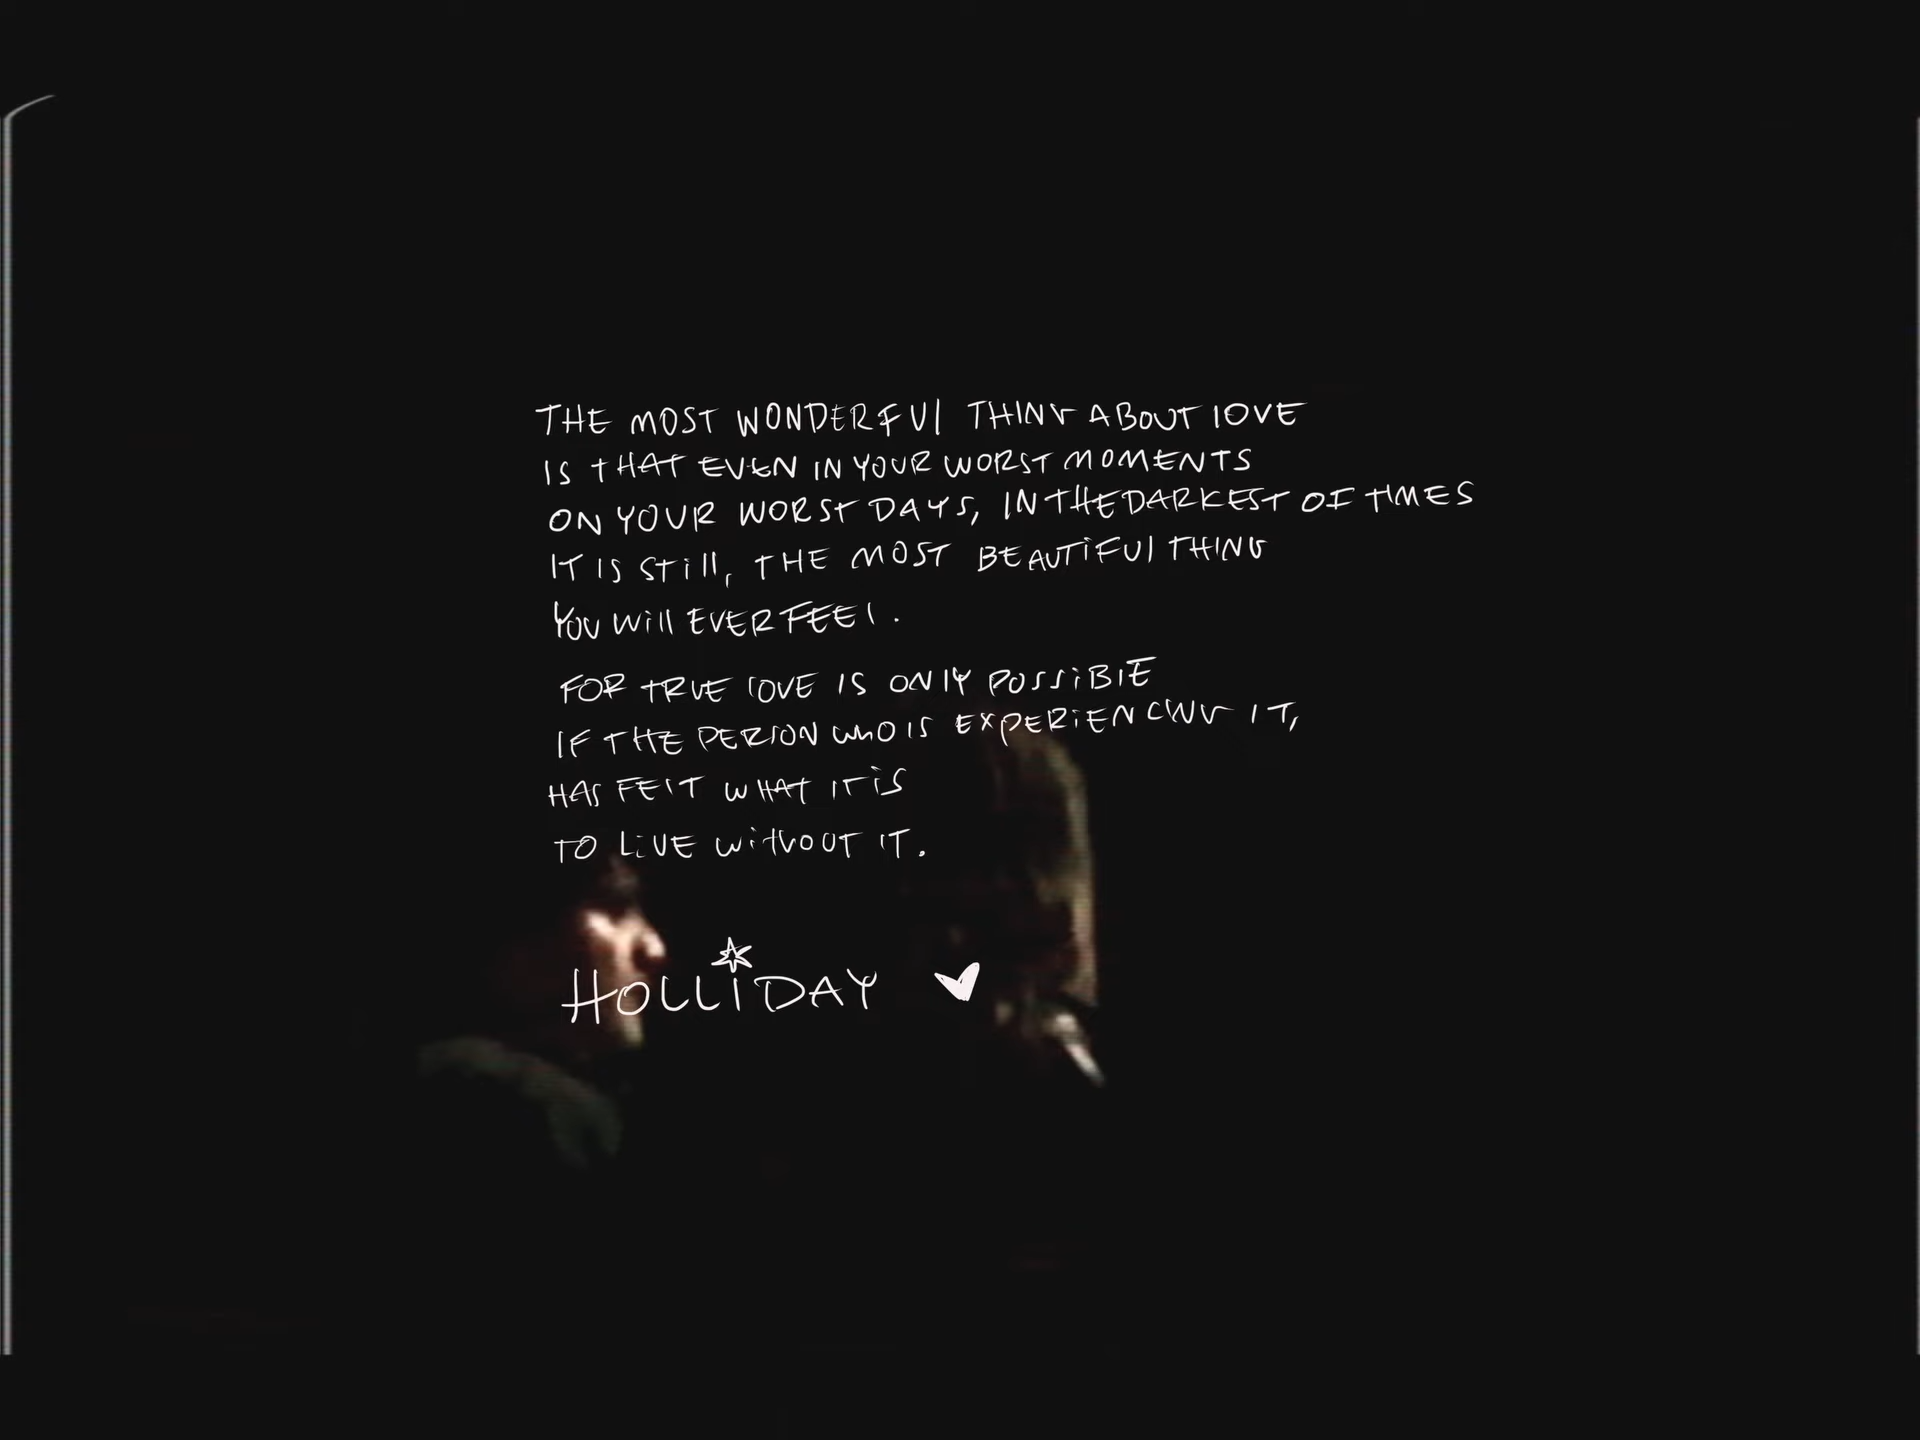 THE MOST WONDERFUl THING ABOUT lOVE
IS tHAT EVEN IN YOUR WORST MOMENTS
ON YOUR WORST DAYS, IN THE DARKEST OF TIMES
IT IS Still, THE MOST BEAUTiFUl THING
YOU Will EVER FEEl.
FOR TRUE lOVE IS ONlY POSSiBlE
IF THE PERSON whO IS EXPERiENCING IT,
HAS FElT WHAT IT iS
TO LiVE withOUT IT.
HOLLiDAY